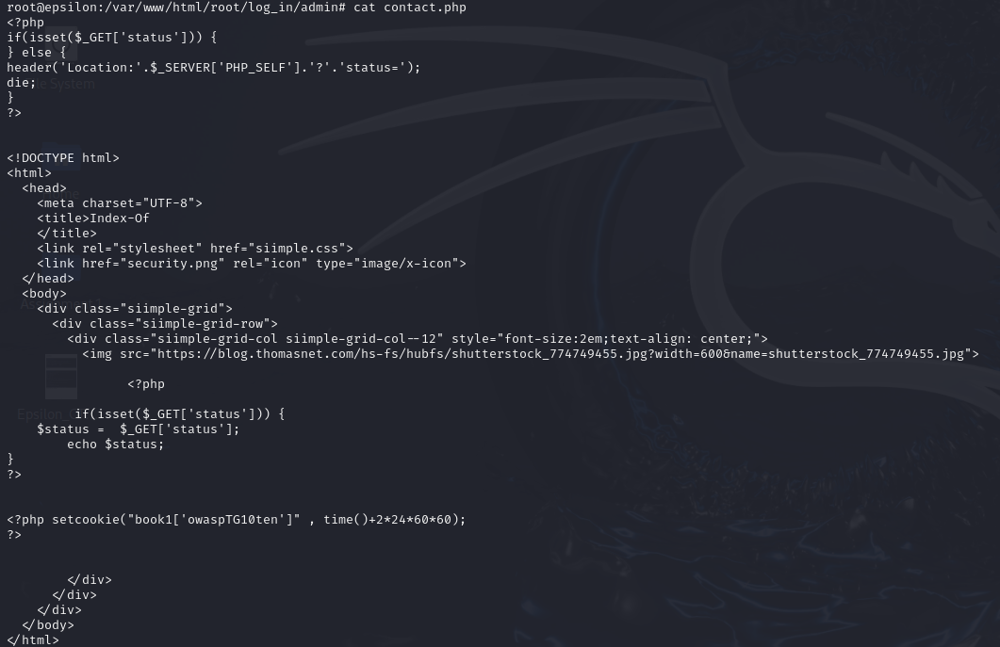 root@epsilon:/var/www/html/root/log_in/admin# cat contact.php
<?php
if(isset($_GET['status'])) {
} else {
header('Location:'.$_SERVER['PHP_SELF'].'?'.'status=');
die;
}
?>
<!DOCTYPE html>
<html>
  <head>
    <meta charset="UTF-8">
    <title>Index-Of
    </title>
    <link rel="stylesheet" href="siimple.css">
    <link href="security.png" rel="icon" type="image/x-icon">
  </head>
  <body>
    <div class="siimple-grid">
      <div class="siimple-grid-row">
        <div class="siimple-grid-col siimple-grid-col--12" style="font-size:2em;text-align: center;">
          <img src="https://blog.thomasnet.com/hs-fs/hubfs/shutterstock_774749455.jpg?width=600&name=shutterstock_774749455.jpg">
                <?php
         if(isset($_GET['status'])) {
    $status =  $_GET['status'];
        echo $status;
}
?>
<?php setcookie("book1['owaspTG10ten']" , time()+2*24*60*60);
?>
        </div>
      </div>
    </div>
  </body>
</html>